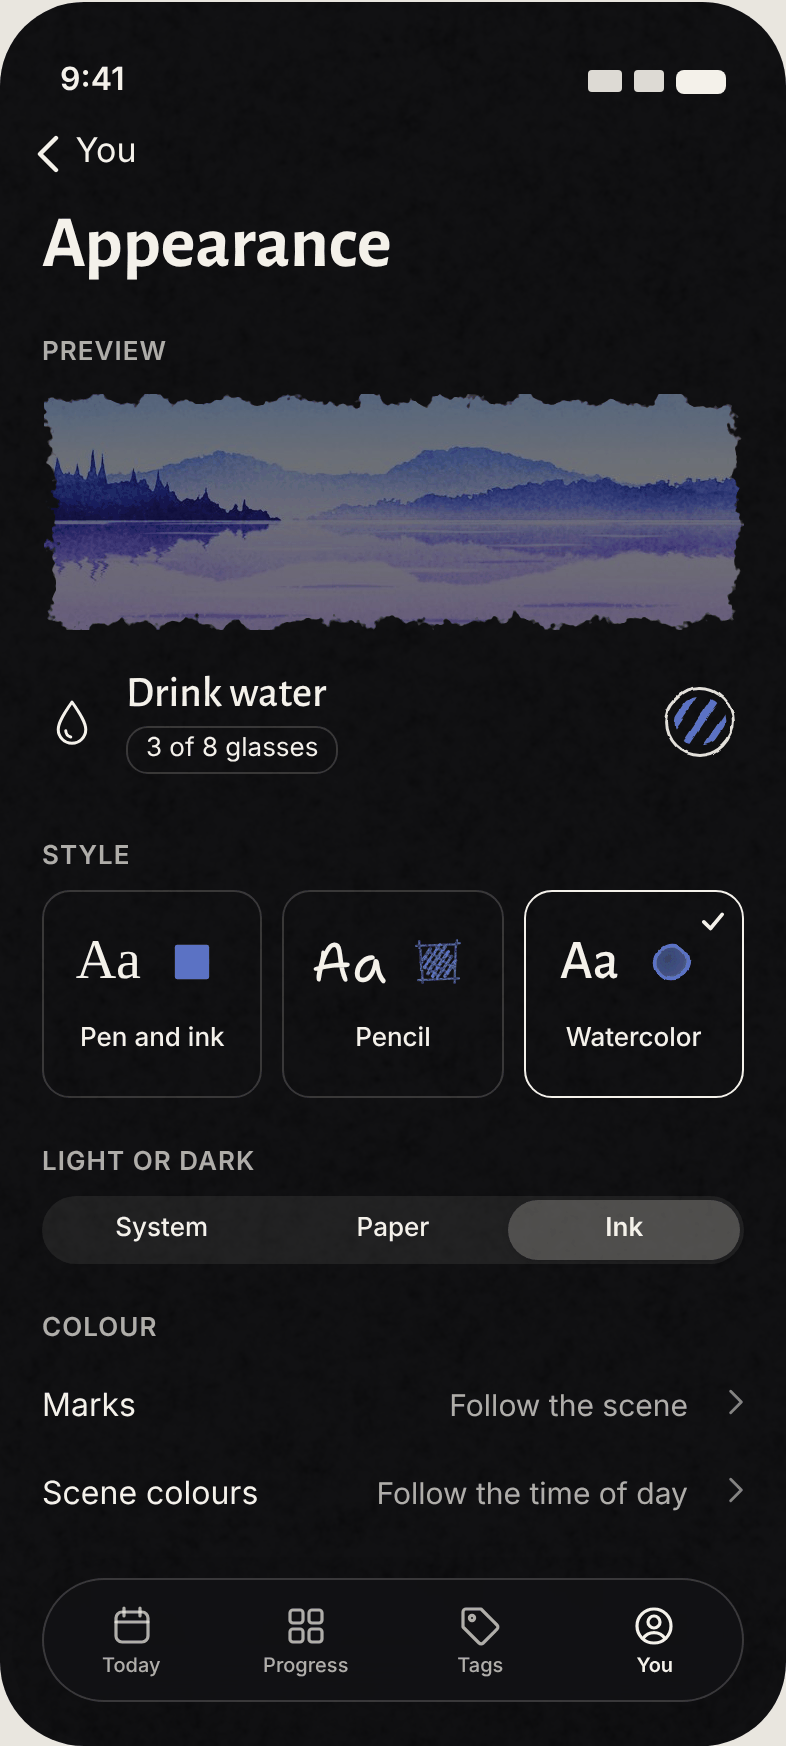 9:41
You
Appearance
PREVIEW
Drink water
3 of 8 glasses
STYLE
Aa
Aa
Aa
Pen and ink
Pencil
Watercolor
LIGHT OR DARK
System
Paper
Ink
COLOUR
Marks
Follow the scene
Scene colours
Follow the time of day
Today
Progress
Tags
You